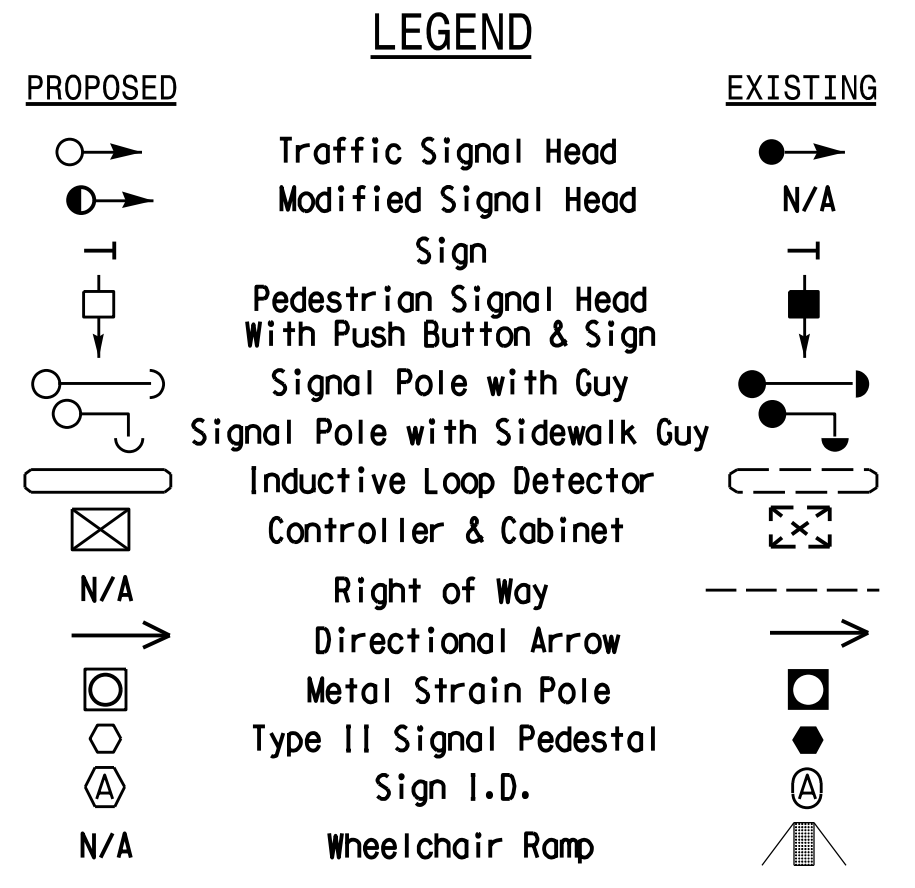 LEGEND
PROPOSED EXISTING
Traffic Signal Head
Modified Signal Head N/A
Sign
Pedestrian Signal Head
With Push Button & Sign
Signal Pole with Guy
Signal Pole with Sidewalk Guy
Inductive Loop Detector
Controller & Cabinet
N/A Right of Way
Directional Arrow
Metal Strain Pole
Type II Signal Pedestal
A Sign I.D. A
N/A Wheelchair Ramp